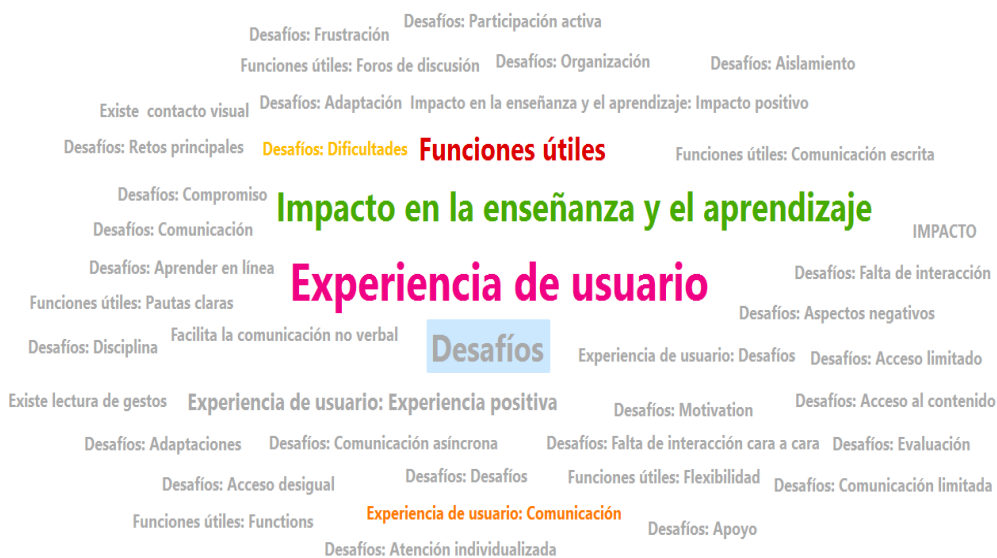 Desafíos: Participación activa
Desafíos: Frustración
Funciones útiles: Foros de discusión
Desafíos: Organización
Desafíos: Aislamiento
Existe contacto visual
Desafíos: Adaptación
Impacto en la enseñanza y el aprendizaje: Impacto positivo
Desafíos: Retos principales
Desafíos: Dificultades
Funciones útiles
Funciones útiles: Comunicación escrita
Desafíos: Compromiso
Impacto en la enseñanza y el aprendizaje
Desafíos: Comunicación
IMPACTO
Desafíos: Aprender en línea
Experiencia de usuario
Desafíos: Falta de interacción
Funciones útiles: Pautas claras
Desafíos: Aspectos negativos
Facilita la comunicación no verbal
Desafíos: Disciplina
Desafíos
Experiencia de usuario: Desafíos
Desafíos: Acceso limitado
Existe lectura de gestos
Experiencia de usuario: Experiencia positiva
Desafíos: Motivation
Desafíos: Acceso al contenido
Desafíos: Adaptaciones
Desafíos: Comunicación asíncrona
Desafíos: Falta de interacción cara a cara
Desafíos: Evaluación
Desafíos: Acceso desigual
Desafíos: Desafíos
Funciones útiles: Flexibilidad
Desafíos: Comunicación limitada
Funciones útiles: Functions
Experiencia de usuario: Comunicación
Desafíos: Apoyo
Desafíos: Atención individualizada